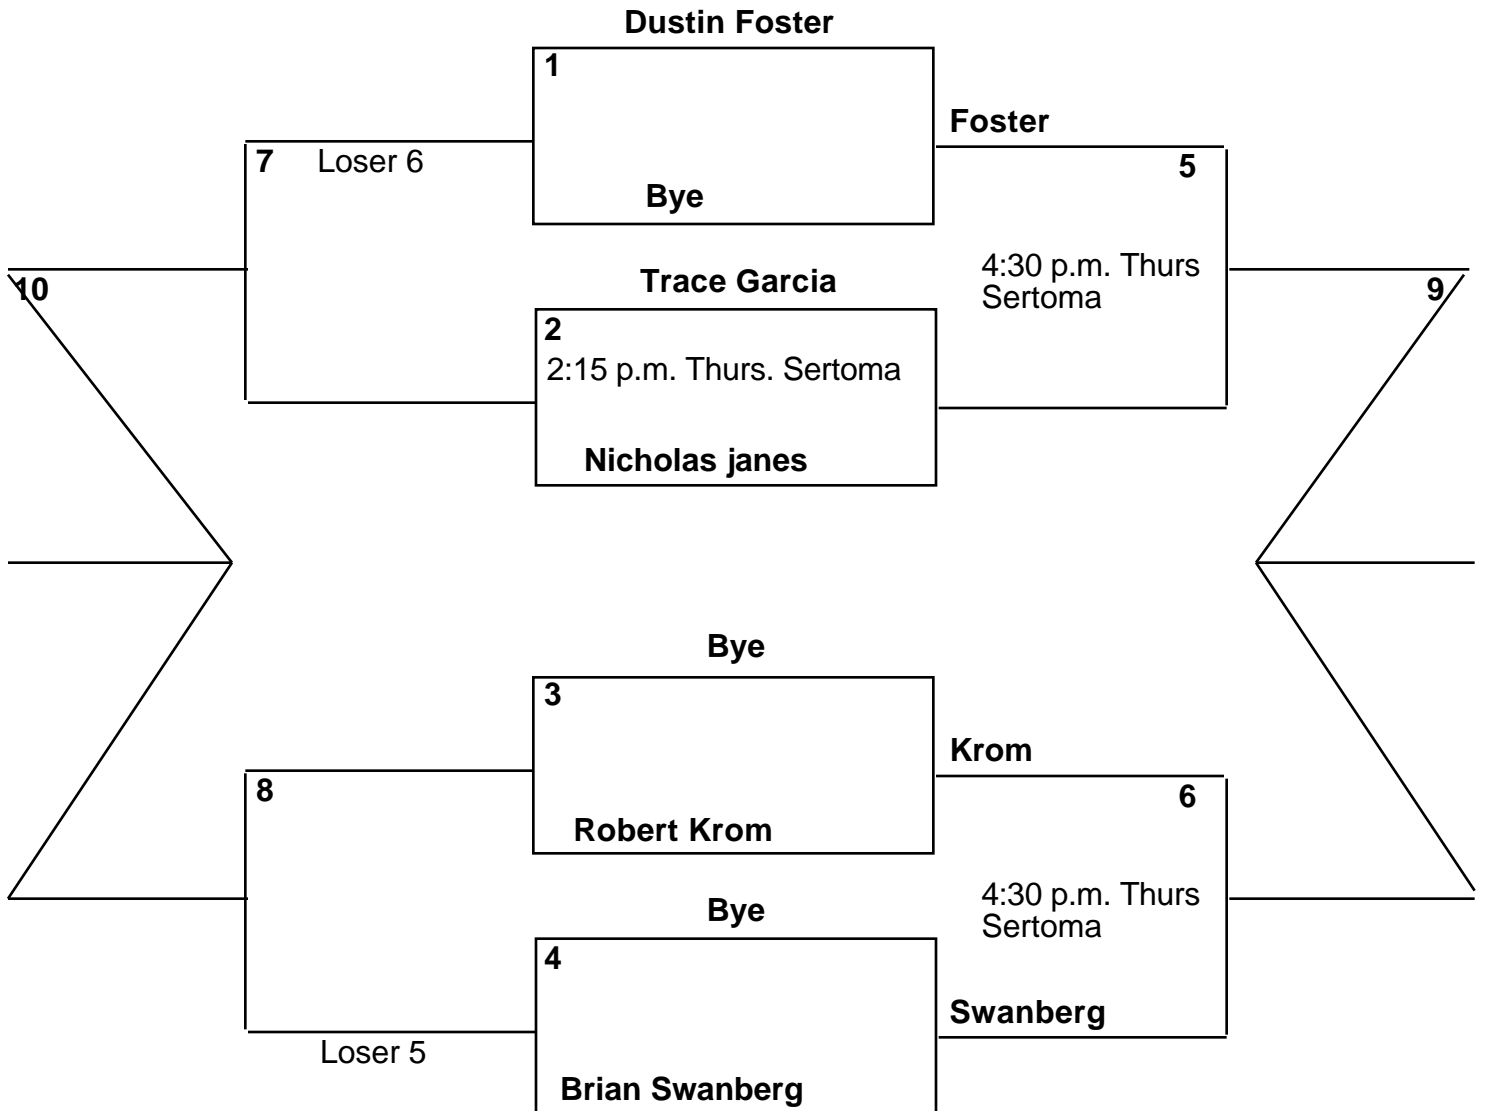 Dustin Foster
1
Foster
7 Loser 6
5
Bye
4:30 p.m. Thurs
Sertoma
Trace Garcia
10
9
2
2:15 p.m. Thurs. Sertoma
Nicholas janes
Bye
3
Krom
8
6
Robert Krom
4:30 p.m. Thurs
Sertoma
Bye
4
Swanberg
Loser 5
Brian Swanberg